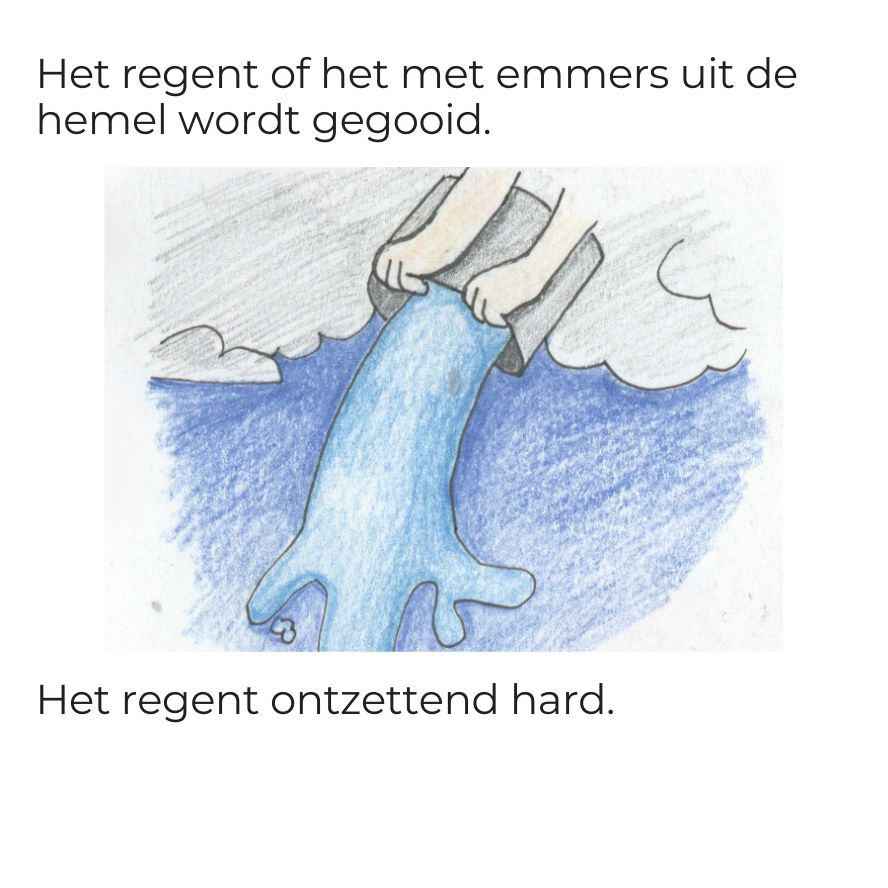 Het regent of het met emmers uit de
hemel wordt gegooid.
Het regent ontzettend hard.